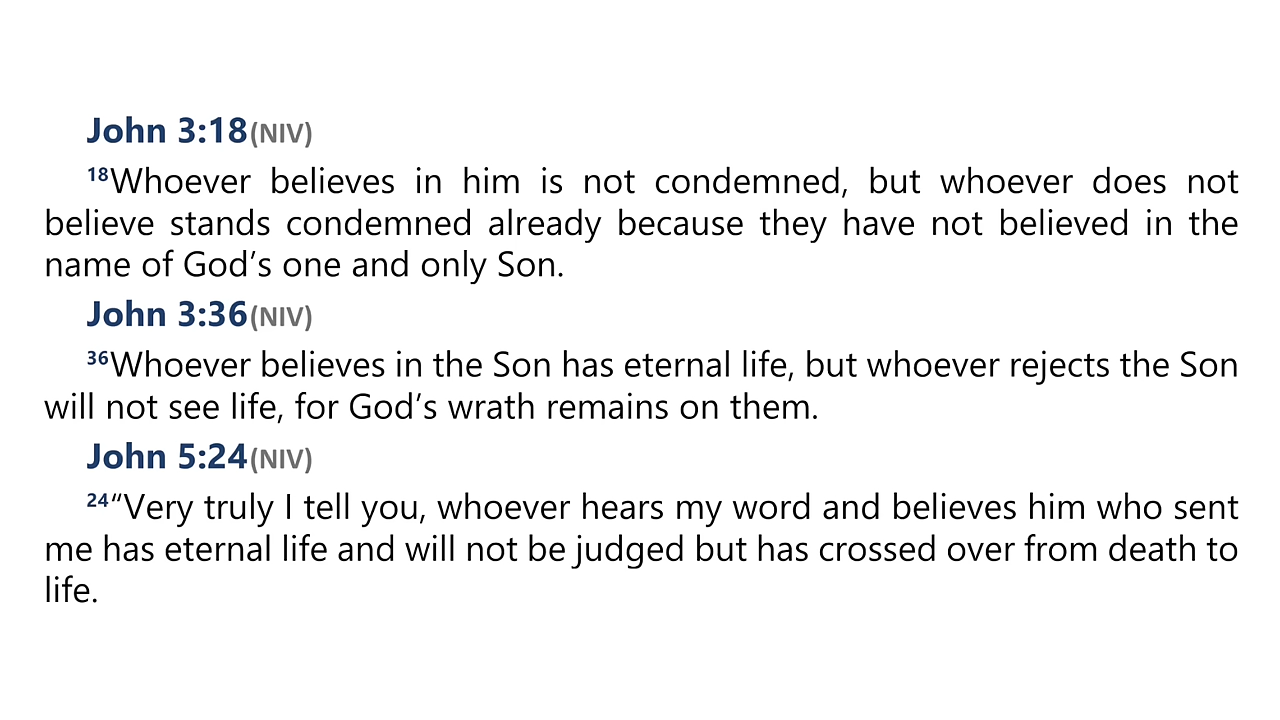 John 3:18(NIV)
18Whoever believes in him is not condemned, but whoever does not
believe stands condemned already because they have not believed in the
name of God’s one and only Son.
John 3:36(NIV)
36Whoever believes in the Son has eternal life, but whoever rejects the Son
will not see life, for God’s wrath remains on them.
John 5:24(NIV)
24“Very truly I tell you, whoever hears my word and believes him who sent
me has eternal life and will not be judged but has crossed over from death to
life.